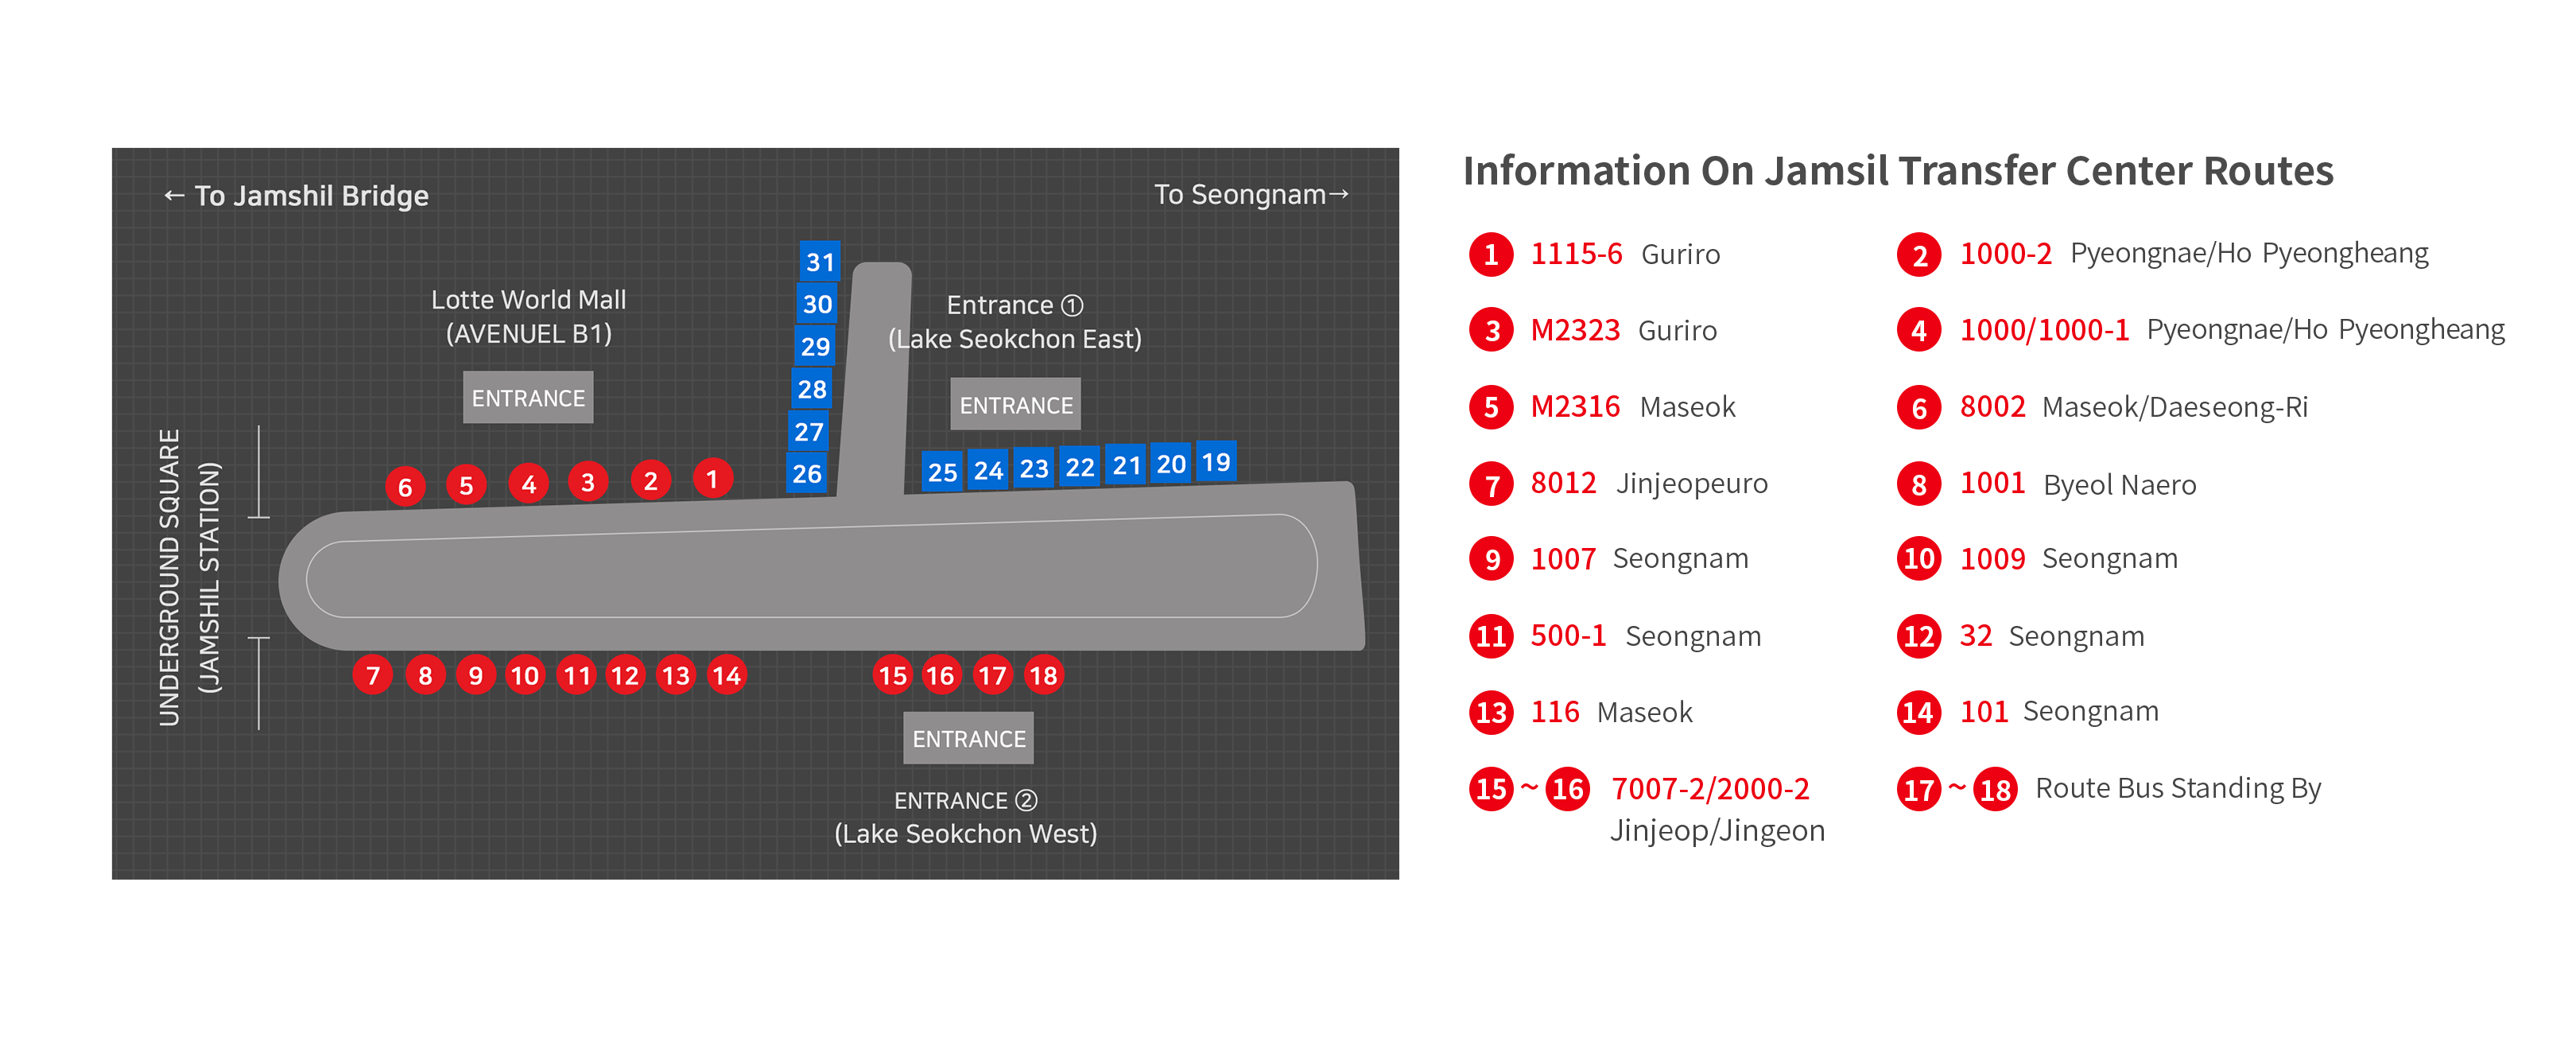 ← To Jamshil Bridge
To Seongnam→
Lotte World Mall
(AVENUEL B1)
ENTRANCE
31
30
29
28
27
26
Entrance ①
(Lake Seokchon East)
ENTRANCE
25 24 23 22 21 20 19
6 5 4 3 2 1
UNDERGROUND SQUARE
(JAMSHIL STATION)
7 8 9 10 11 12 13 14
15 16 17 18
ENTRANCE
ENTRANCE ②
(Lake Seokchon West)
Information On Jamsil Transfer Center Routes
1 1115-6 Guriro
2 1000-2 Pyeongnae/Ho Pyeongheang
3 M2323 Guriro
4 1000/1000-1 Pyeongnae/Ho Pyeongheang
5 M2316 Maseok
6 8002 Maseok/Daeseong-Ri
7 8012 Jinjeopeuro
8 1001 Byeol Naero
9 1007 Seongnam
10 1009 Seongnam
11 500-1 Seongnam
12 32 Seongnam
13 116 Maseok
14 101 Seongnam
15 ~ 16 7007-2/2000-2
Jinjeop/Jingeon
17 ~ 18 Route Bus Standing By